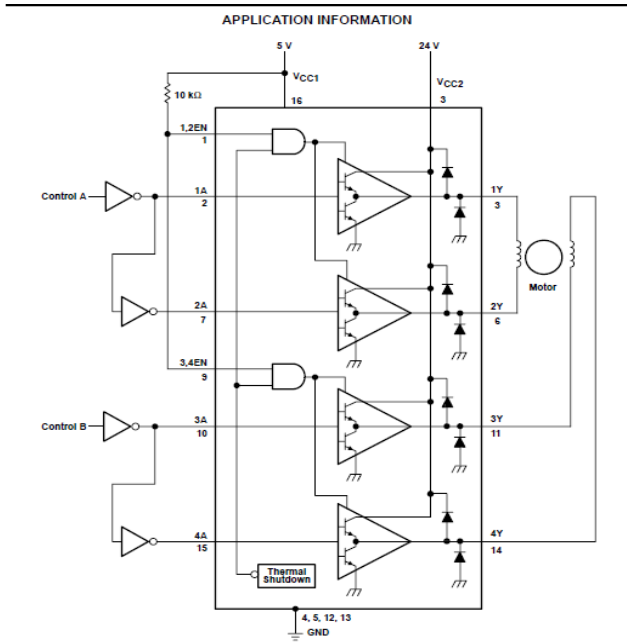 APPLICATION INFORMATION
5 V
24 V
VCC1
VCC2
10 kΩ
16
3
1,2EN
1
Control A
1A
2
1Y
3
Motor
2A
7
2Y
6
3,4EN
9
Control B
3A
10
3Y
11
4A
15
4Y
14
Thermal
Shutdown
4, 5, 12, 13
GND